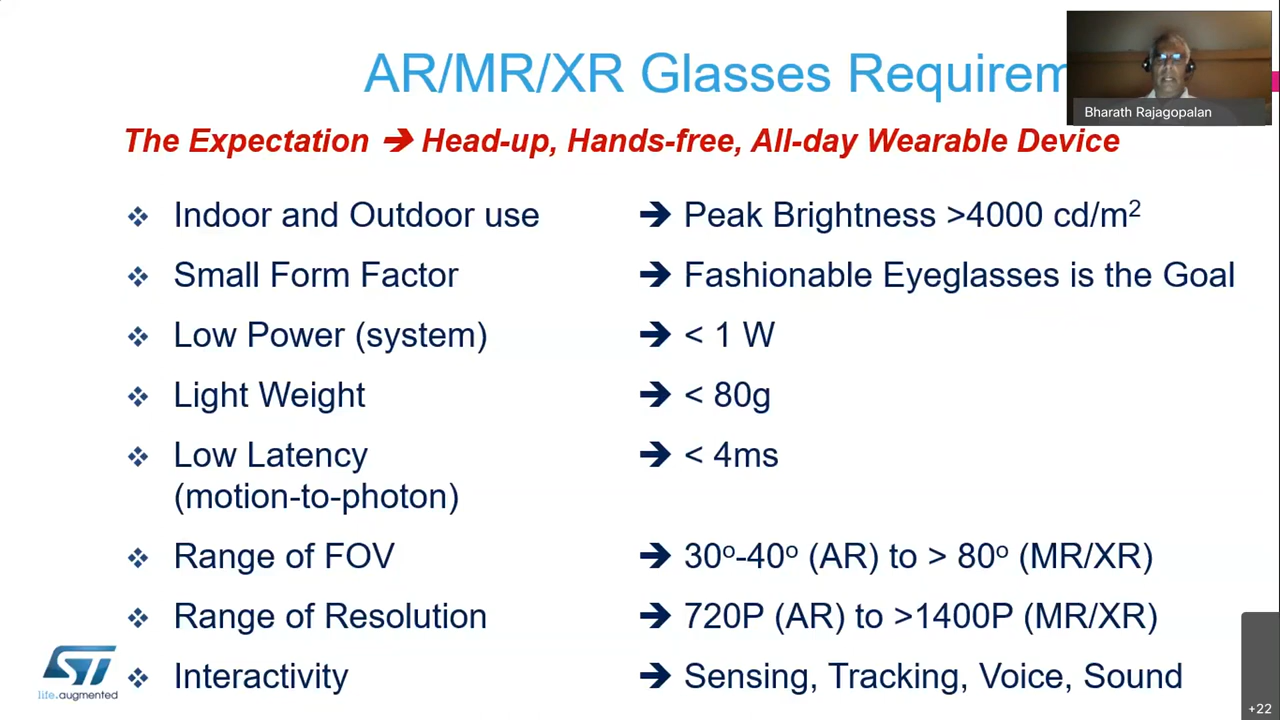 AR/MR/XR Glasses Requirem
Bharath Rajagopalan
The Expectation ➔ Head-up, Hands-free, All-day Wearable Device
❖ Indoor and Outdoor use ➔ Peak Brightness >4000 cd/m²
❖ Small Form Factor ➔ Fashionable Eyeglasses is the Goal
❖ Low Power (system) ➔ < 1 W
❖ Light Weight ➔ < 80g
❖ Low Latency ➔ < 4ms
(motion-to-photon)
❖ Range of FOV ➔ 30º-40º (AR) to > 80º (MR/XR)
❖ Range of Resolution ➔ 720P (AR) to >1400P (MR/XR)
❖ Interactivity ➔ Sensing, Tracking, Voice, Sound
ST
life.augmented
+22